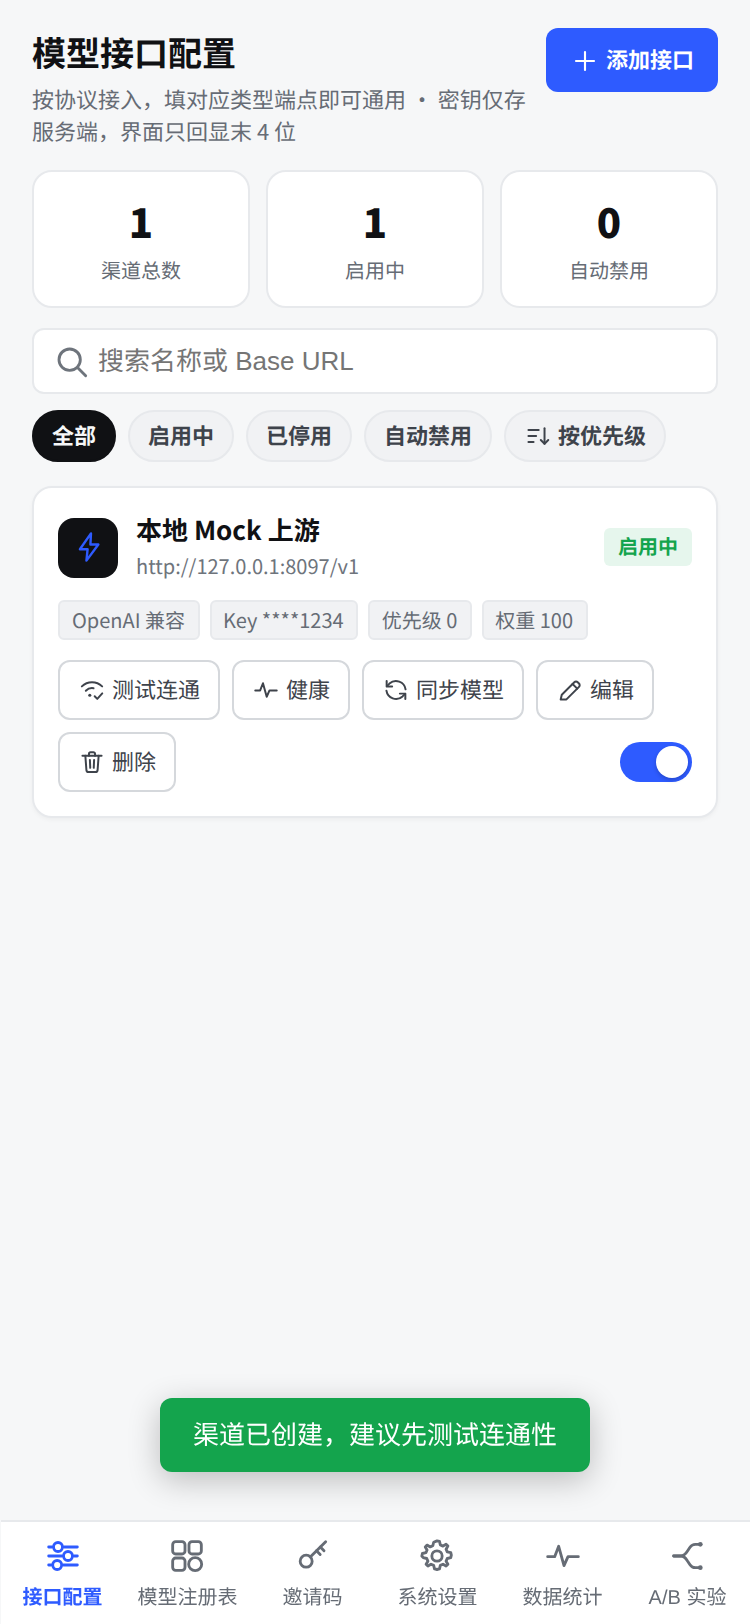 模型接口配置
添加接口
按协议接入，填对应类型端点即可通用 · 密钥仅存
服务端，界面只回显末 4 位
1
渠道总数
1
启用中
0
自动禁用
搜索名称或 Base URL
全部
启用中
已停用
自动禁用
按优先级
本地 Mock 上游
http://127.0.0.1:8097/v1
启用中
OpenAI 兼容
Key ****1234
优先级 0
权重 100
测试连通
健康
同步模型
编辑
删除
渠道已创建，建议先测试连通性
接口配置
模型注册表
邀请码
系统设置
数据统计
A/B 实验